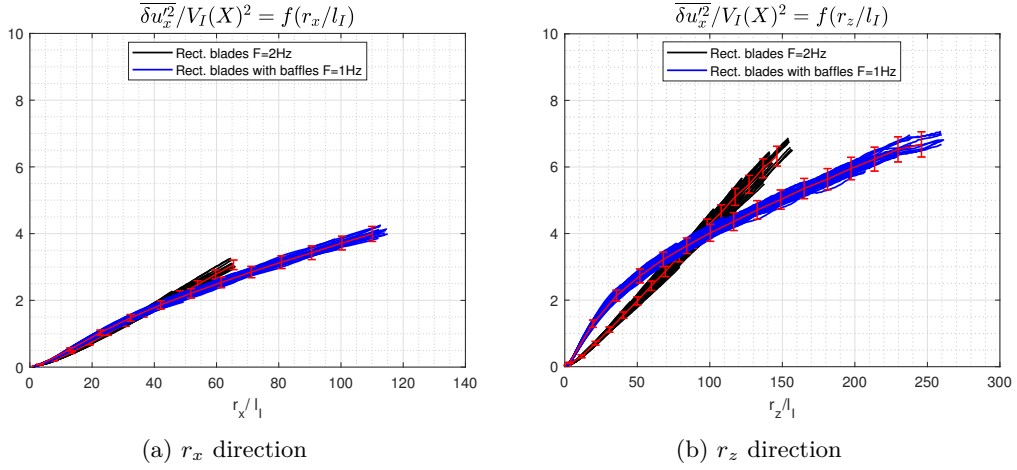 $\overline{\delta u_x'^2}/V_I(X)^2 = f(r_x/l_I)$
10
8
6
4
2
0
Rect. blades F=2Hz
Rect. blades with baffles F=1Hz
0 20 40 60 80 100 120 140
r_x/ l_I
(a) $r_x$ direction
$\overline{\delta u_x'^2}/V_I(X)^2 = f(r_z/l_I)$
10
8
6
4
2
0
Rect. blades F=2Hz
Rect. blades with baffles F=1Hz
0 50 100 150 200 250 300
r_z/l_I
(b) $r_z$ direction